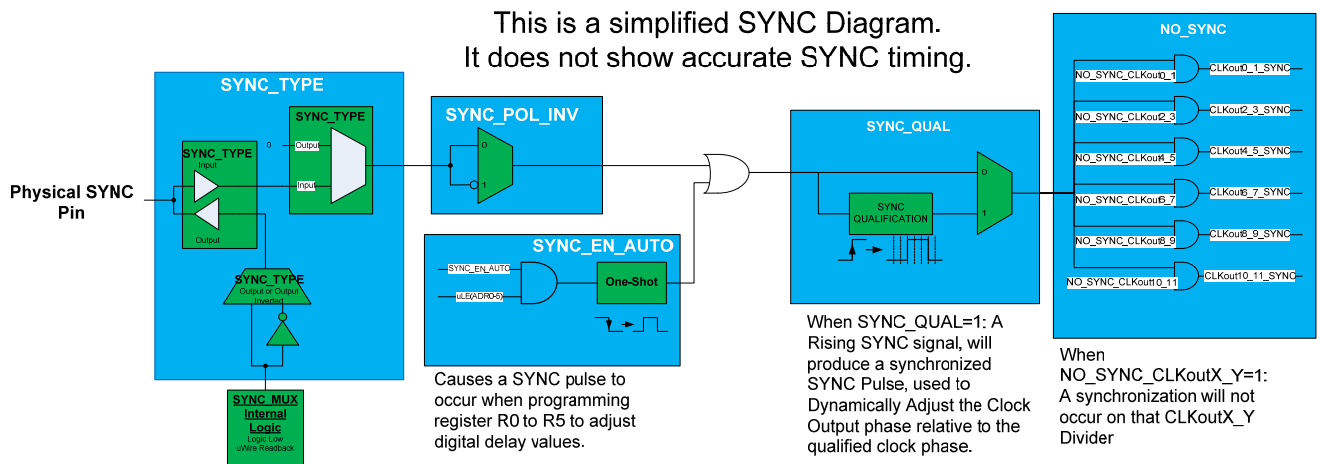 This is a simplified SYNC Diagram.
It does not show accurate SYNC timing.
SYNC_TYPE
SYNC_TYPE
0
Output
Input
SYNC_TYPE
Input
Output
Physical SYNC
Pin
SYNC_TYPE
Output or Output
Inverted
SYNC_MUX
Internal
Logic
Logic Low
uWire Readback
SYNC_POL_INV
0
1
SYNC_EN_AUTO
SYNC_EN_AUTO
uLE(ADR0-5)
One-Shot
Causes a SYNC pulse to
occur when programming
register R0 to R5 to adjust
digital delay values.
SYNC_QUAL
0
1
SYNC
QUALIFICATION
When SYNC_QUAL=1: A
Rising SYNC signal, will
produce a synchronized
SYNC Pulse, used to
Dynamically Adjust the Clock
Output phase relative to the
qualified clock phase.
NO_SYNC
NO_SYNC_CLKout0_1
CLKout0_1_SYNC
NO_SYNC_CLKout2_3
CLKout2_3_SYNC
NO_SYNC_CLKout4_5
CLKout4_5_SYNC
NO_SYNC_CLKout6_7
CLKout6_7_SYNC
NO_SYNC_CLKout8_9
CLKout8_9_SYNC
NO_SYNC_CLKout10_11
CLKout10_11_SYNC
When
NO_SYNC_CLKoutX_Y=1:
A synchronization will not
occur on that CLKoutX_Y
Divider